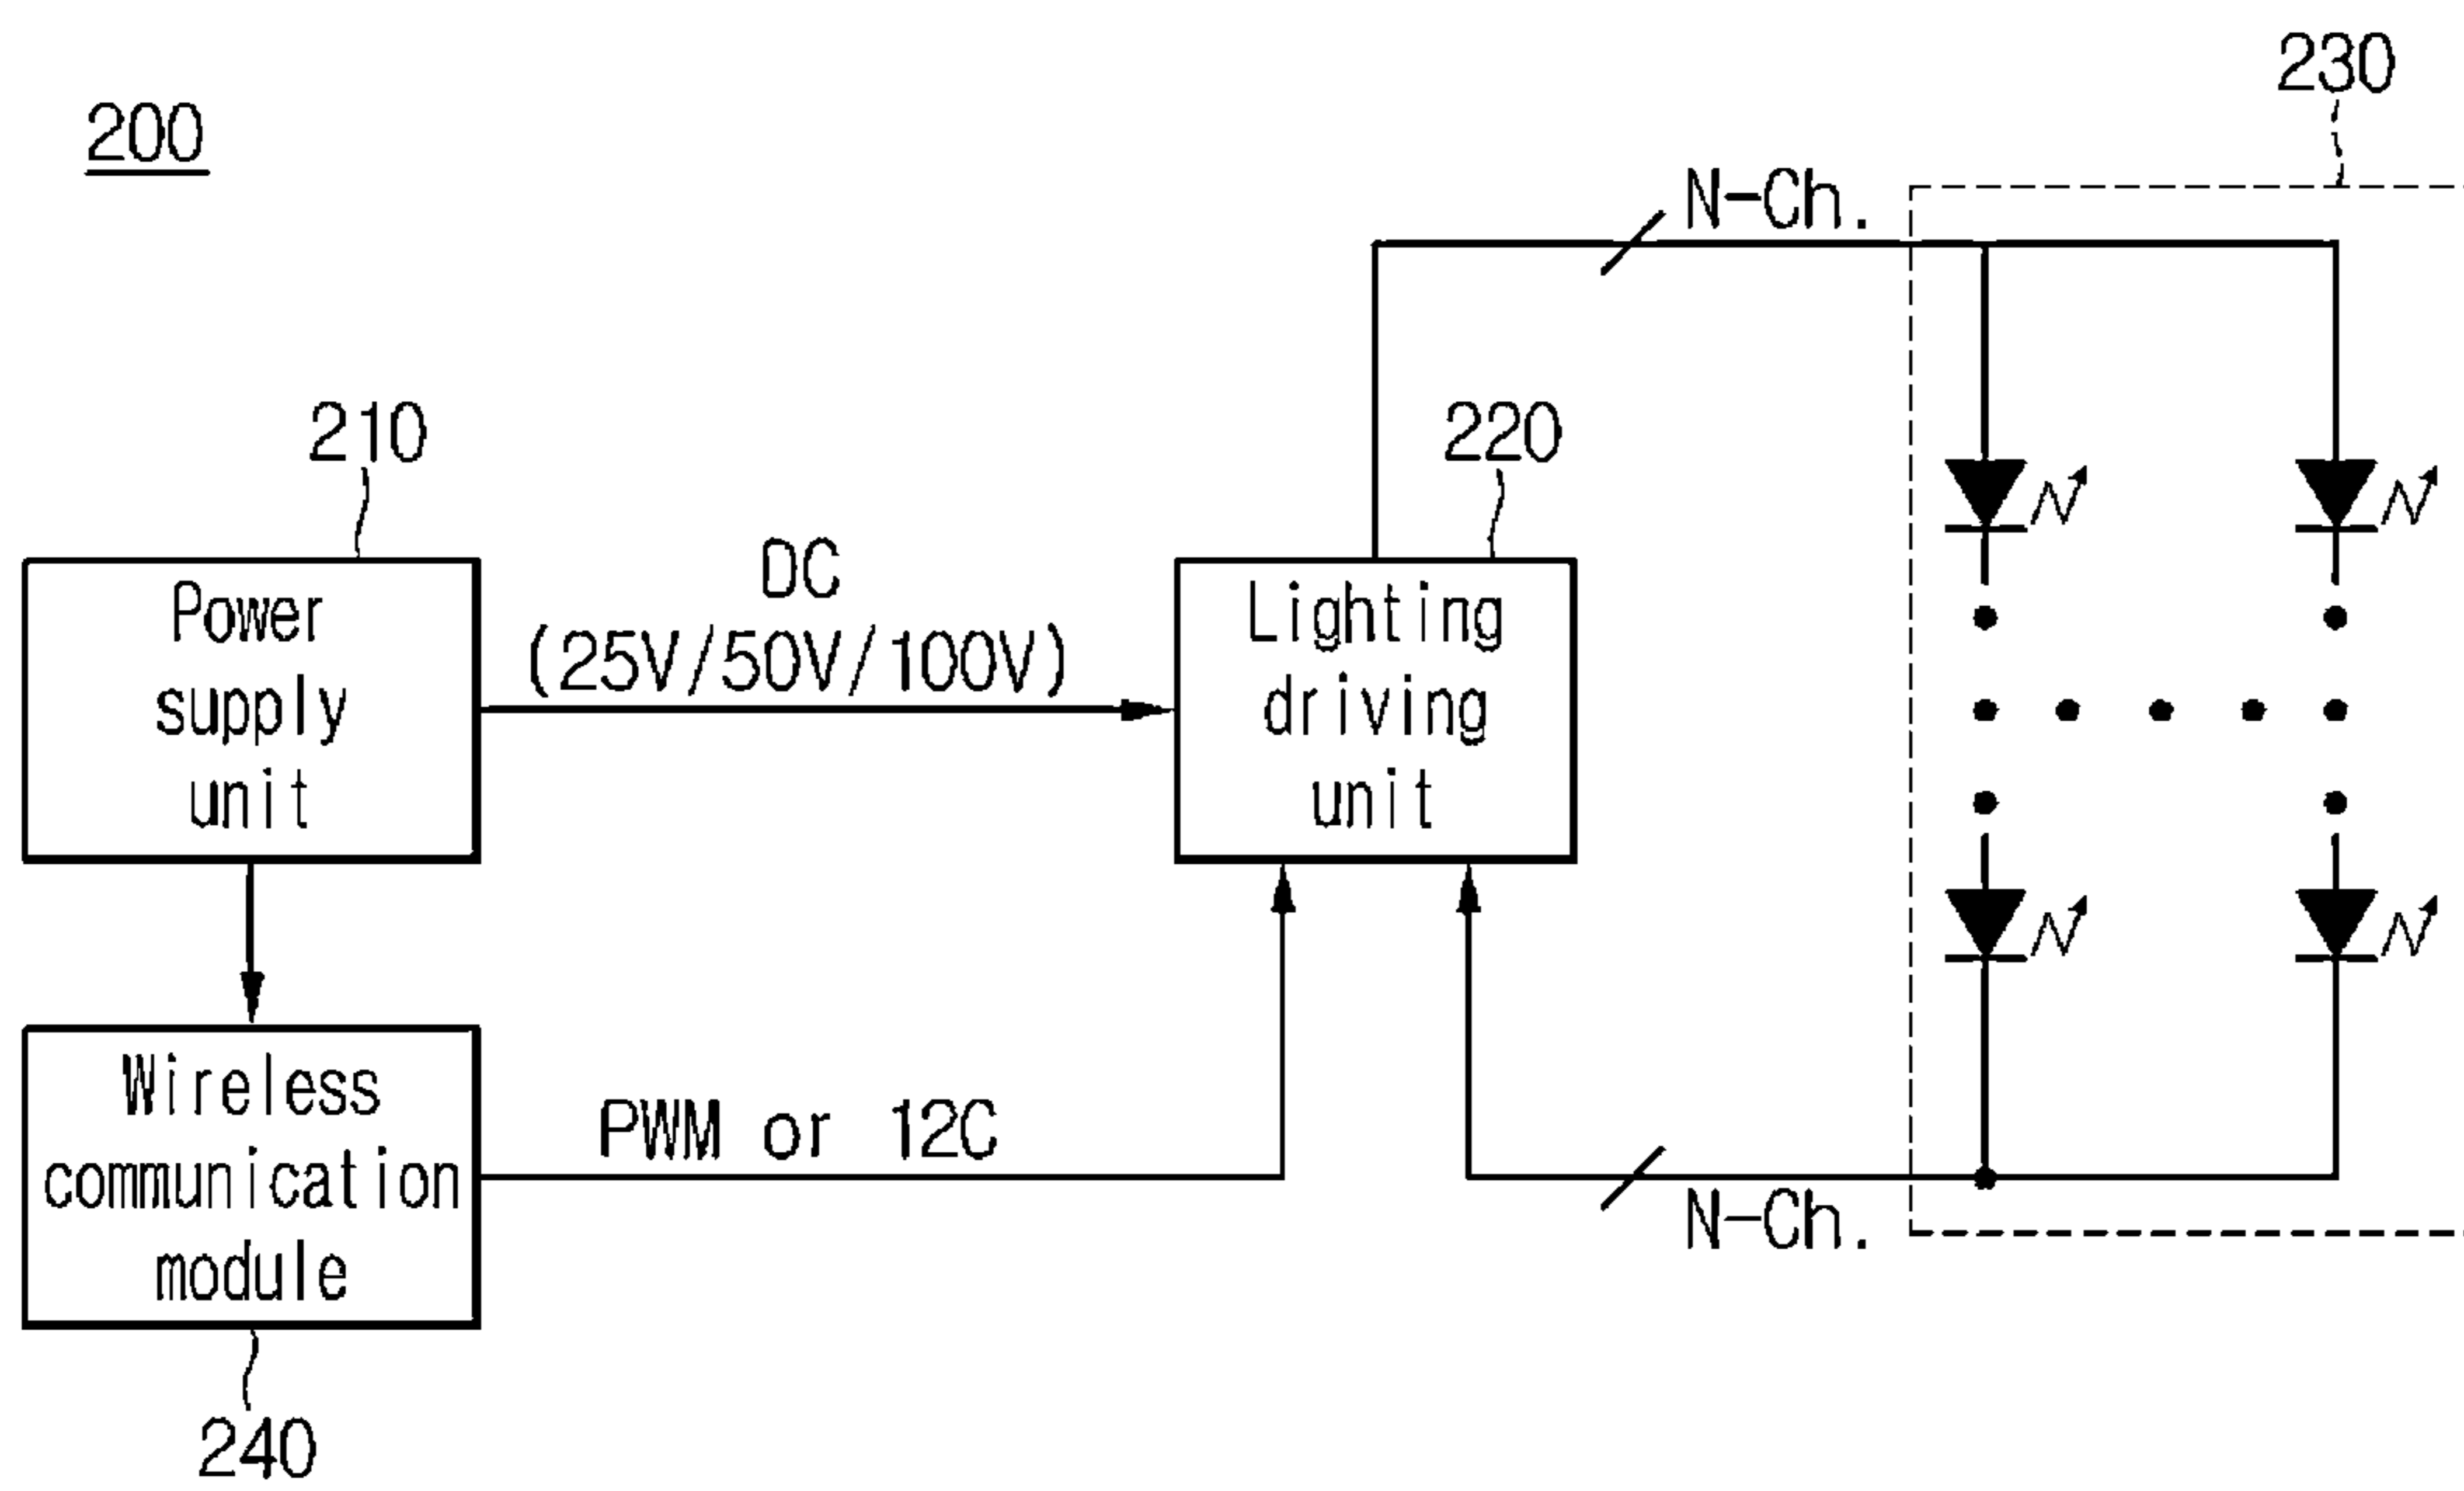 230
200
N-Ch.
210
220
DC
(25V/50V/100V)
Power
supply
unit
Lighting
driving
unit
Wireless
communication
module
PWM or 12C
N-Ch.
240